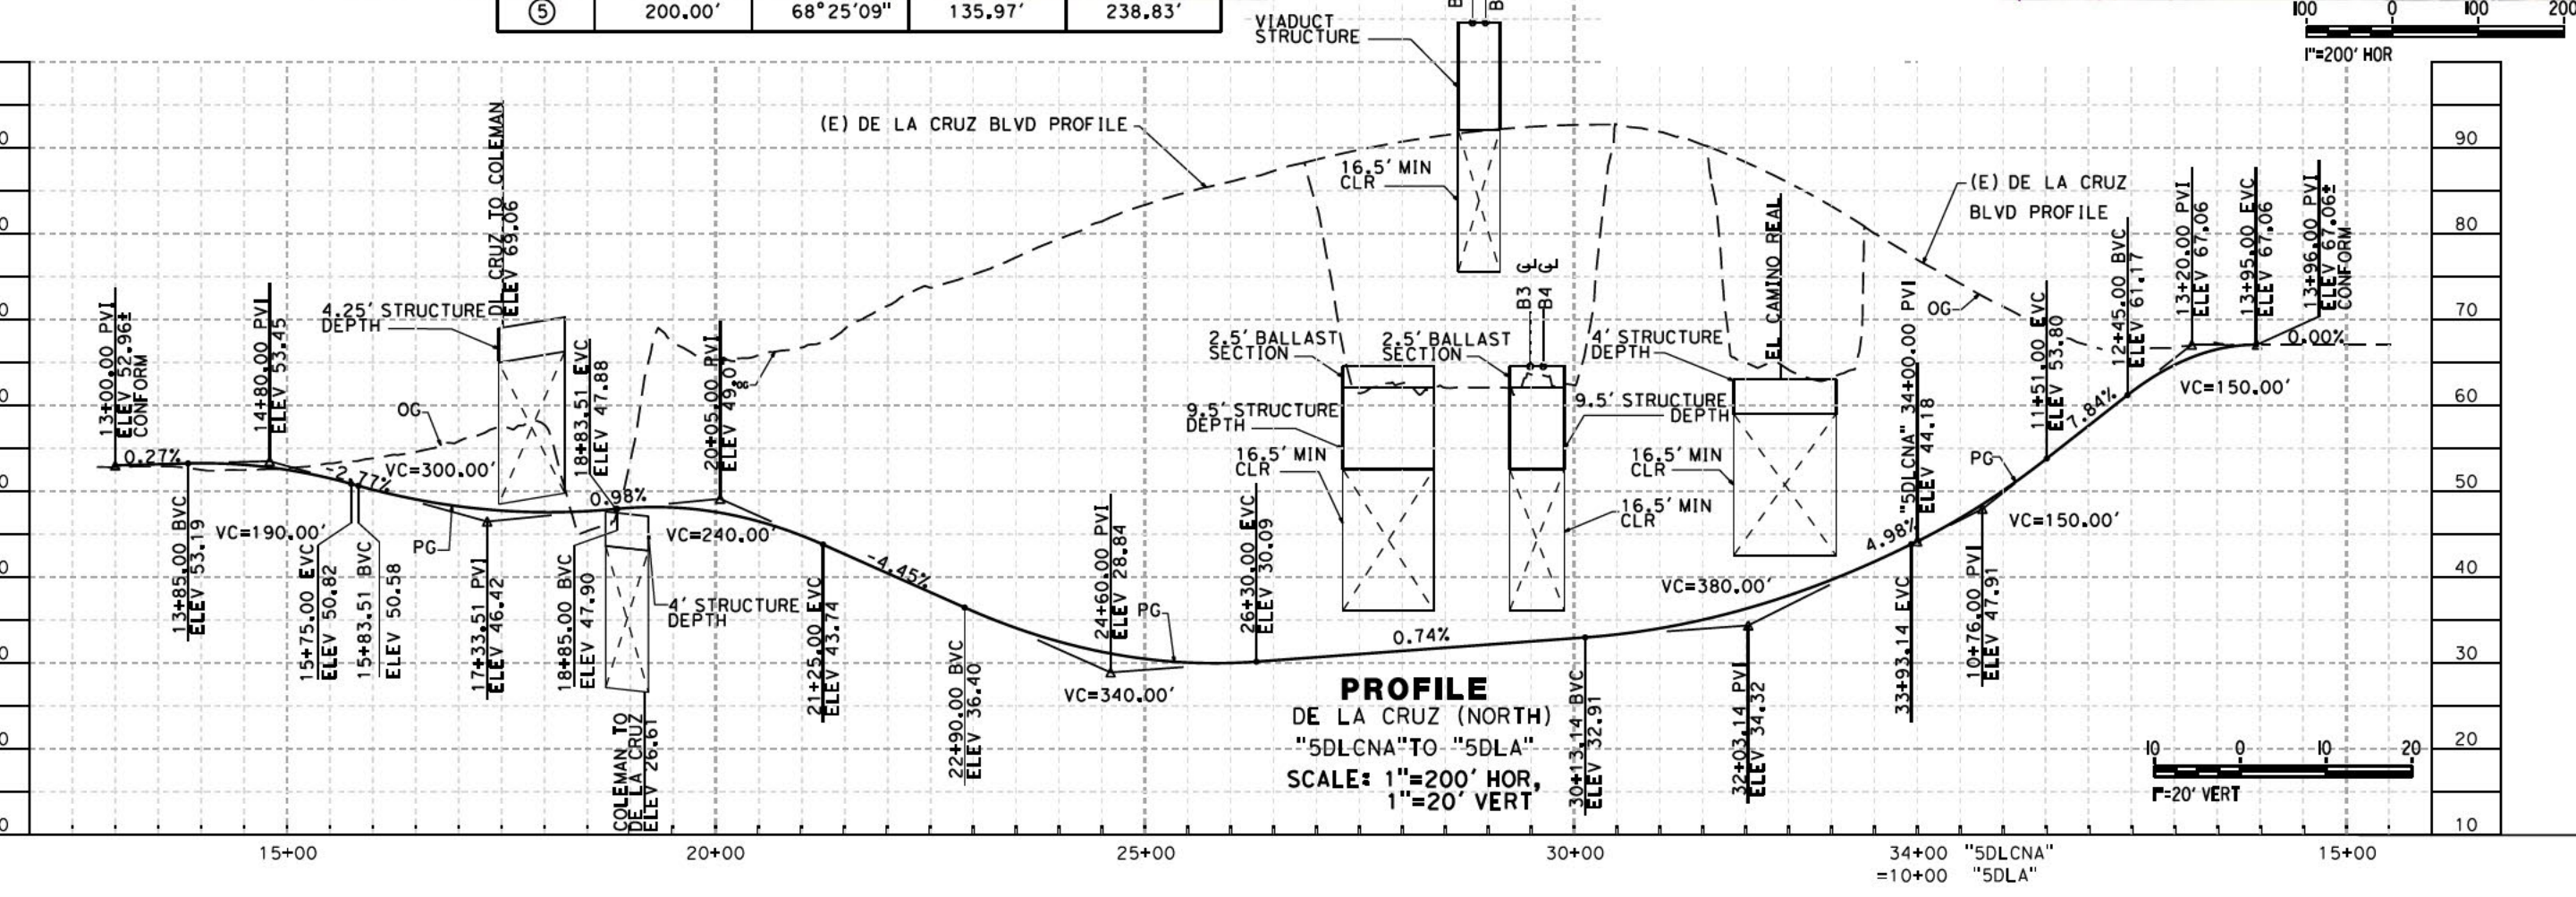 5 200.00' 68°25'09" 135.97' 238.83'
VIADUCT
STRUCTURE
100 0 100 200
1"=200' HOR
(E) DE LA CRUZ BLVD PROFILE
16.5' MIN
CLR
(E) DE LA CRUZ
BLVD PROFILE
OG
90
80
70
60
50
40
30
20
10
13+00.00 PVI
ELEV 52.96±
CONFORM
0.27%
13+85.00 BVC
ELEV 53.19
14+80.00 PVI
ELEV 53.45
VC=190.00'
-2.77%
15+75.00 EVC
ELEV 50.82
15+83.51 BVC
ELEV 50.58
OG
VC=300.00'
PG
17+33.51 PVI
ELEV 46.42
4.25' STRUCTURE
DEPTH
DL CRUZ TO COLEMAN
ELEV 69.06
18+83.51 EVC
ELEV 47.88
0.98%
18+85.00 BVC
ELEV 47.90
4' STRUCTURE
DEPTH
COLEMAN TO
DE LA CRUZ
ELEV 26.61
20+05.00 PVI
ELEV 49.07
OG
VC=240.00'
21+25.00 EVC
ELEV 43.74
-4.45%
22+90.00 BVC
ELEV 36.40
24+60.00 PVI
ELEV 28.84
VC=340.00'
PG
26+30.00 EVC
ELEV 30.09
0.74%
2.5' BALLAST
SECTION
9.5' STRUCTURE
DEPTH
16.5' MIN
CLR
2.5' BALLAST
SECTION
B3
B4
9.5' STRUCTURE
DEPTH
16.5' MIN
CLR
4' STRUCTURE
DEPTH
16.5' MIN
CLR
EL CAMINO REAL
30+13.14 BVC
ELEV 32.91
VC=380.00'
32+03.14 PVI
ELEV 34.32
4.98%
33+93.14 EVC
"5DLCNA" 34+00.00 PVI
ELEV 44.18
PG
10+76.00 PVI
ELEV 47.91
VC=150.00'
11+51.00 EVC
ELEV 53.80
7.84%
12+45.00 BVC
ELEV 61.17
VC=150.00'
13+20.00 PVI
ELEV 67.06
13+95.00 EVC
ELEV 67.06
13+96.00 PVI
ELEV 67.06±
CONFORM
0.00%
PROFILE
DE LA CRUZ (NORTH)
"5DLCNA"TO "5DLA"
SCALE: 1"=200' HOR,
1"=20' VERT
10 0 10 20
1"=20' VERT
15+00 20+00 25+00 30+00 34+00 "5DLCNA" 15+00
=10+00 "5DLA"